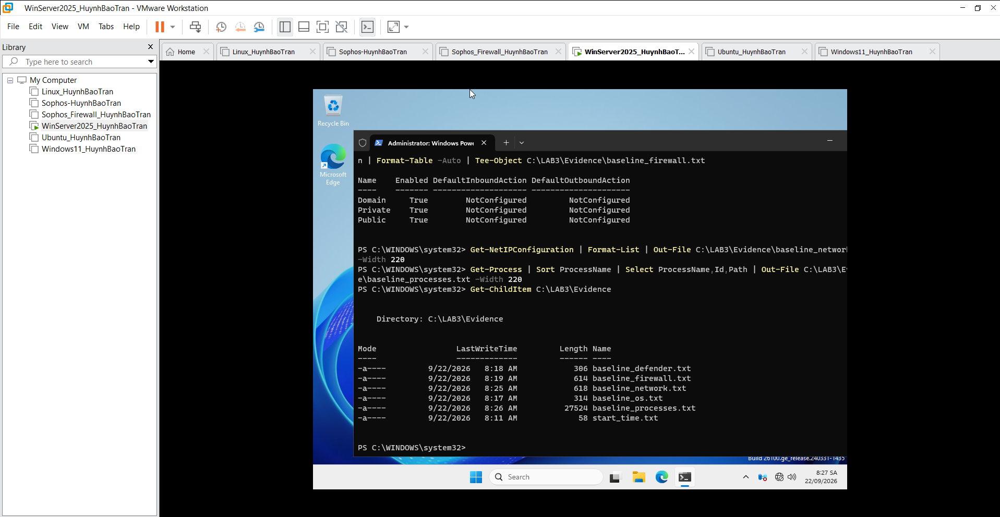 WinServer2025_HuynhBaoTran - VMware Workstation
File Edit View VM Tabs Help
Library
Type here to search
My Computer
Linux_HuynhBaoTran
Sophos-HuynhBaoTran
Sophos_Firewall_HuynhBaoTran
WinServer2025_HuynhBaoTran
Ubuntu_HuynhBaoTran
Windows11_HuynhBaoTran
Home Linux_HuynhBaoTran Sophos-HuynhBaoTran Sophos_Firewall_HuynhBaoTran WinServer2025_HuynhBaoT... Ubuntu_HuynhBaoTran Windows11_HuynhBaoTran
Recycle Bin
Microsoft
Edge
Administrator: Windows Powe
n | Format-Table -Auto | Tee-Object C:\LAB3\Evidence\baseline_firewall.txt
Name    Enabled DefaultInboundAction DefaultOutboundAction
----    ------- -------------------- ---------------------
Domain     True        NotConfigured         NotConfigured
Private    True        NotConfigured         NotConfigured
Public     True        NotConfigured         NotConfigured
PS C:\WINDOWS\system32> Get-NetIPConfiguration | Format-List | Out-File C:\LAB3\Evidence\baseline_networ
-Width 220
PS C:\WINDOWS\system32> Get-Process | Sort ProcessName | Select ProcessName,Id,Path | Out-File C:\LAB3\E
e\baseline_processes.txt -Width 220
PS C:\WINDOWS\system32> Get-ChildItem C:\LAB3\Evidence
Directory: C:\LAB3\Evidence
Mode                 LastWriteTime         Length Name
----                 -------------         ------ ----
-a----         9/22/2026   8:18 AM            306 baseline_defender.txt
-a----         9/22/2026   8:19 AM            614 baseline_firewall.txt
-a----         9/22/2026   8:25 AM            618 baseline_network.txt
-a----         9/22/2026   8:17 AM            314 baseline_os.txt
-a----         9/22/2026   8:26 AM          27524 baseline_processes.txt
-a----         9/22/2026   8:11 AM             58 start_time.txt
PS C:\WINDOWS\system32>
Build 26100.ge_release.240331-1435
Search
8:27 SA
22/09/2026